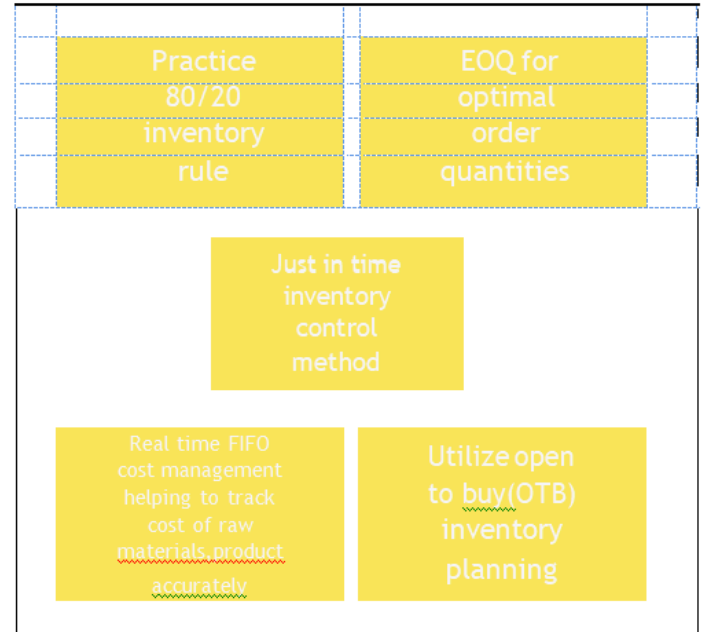 Practice
80/20
inventory
rule
EOQ for
optimal
order
quantities
Just in time
inventory
control
method
Real time FIFO
cost management
helping to track
cost of raw
materials,product
accurately
Utilize open
to buy(OTB)
inventory
planning